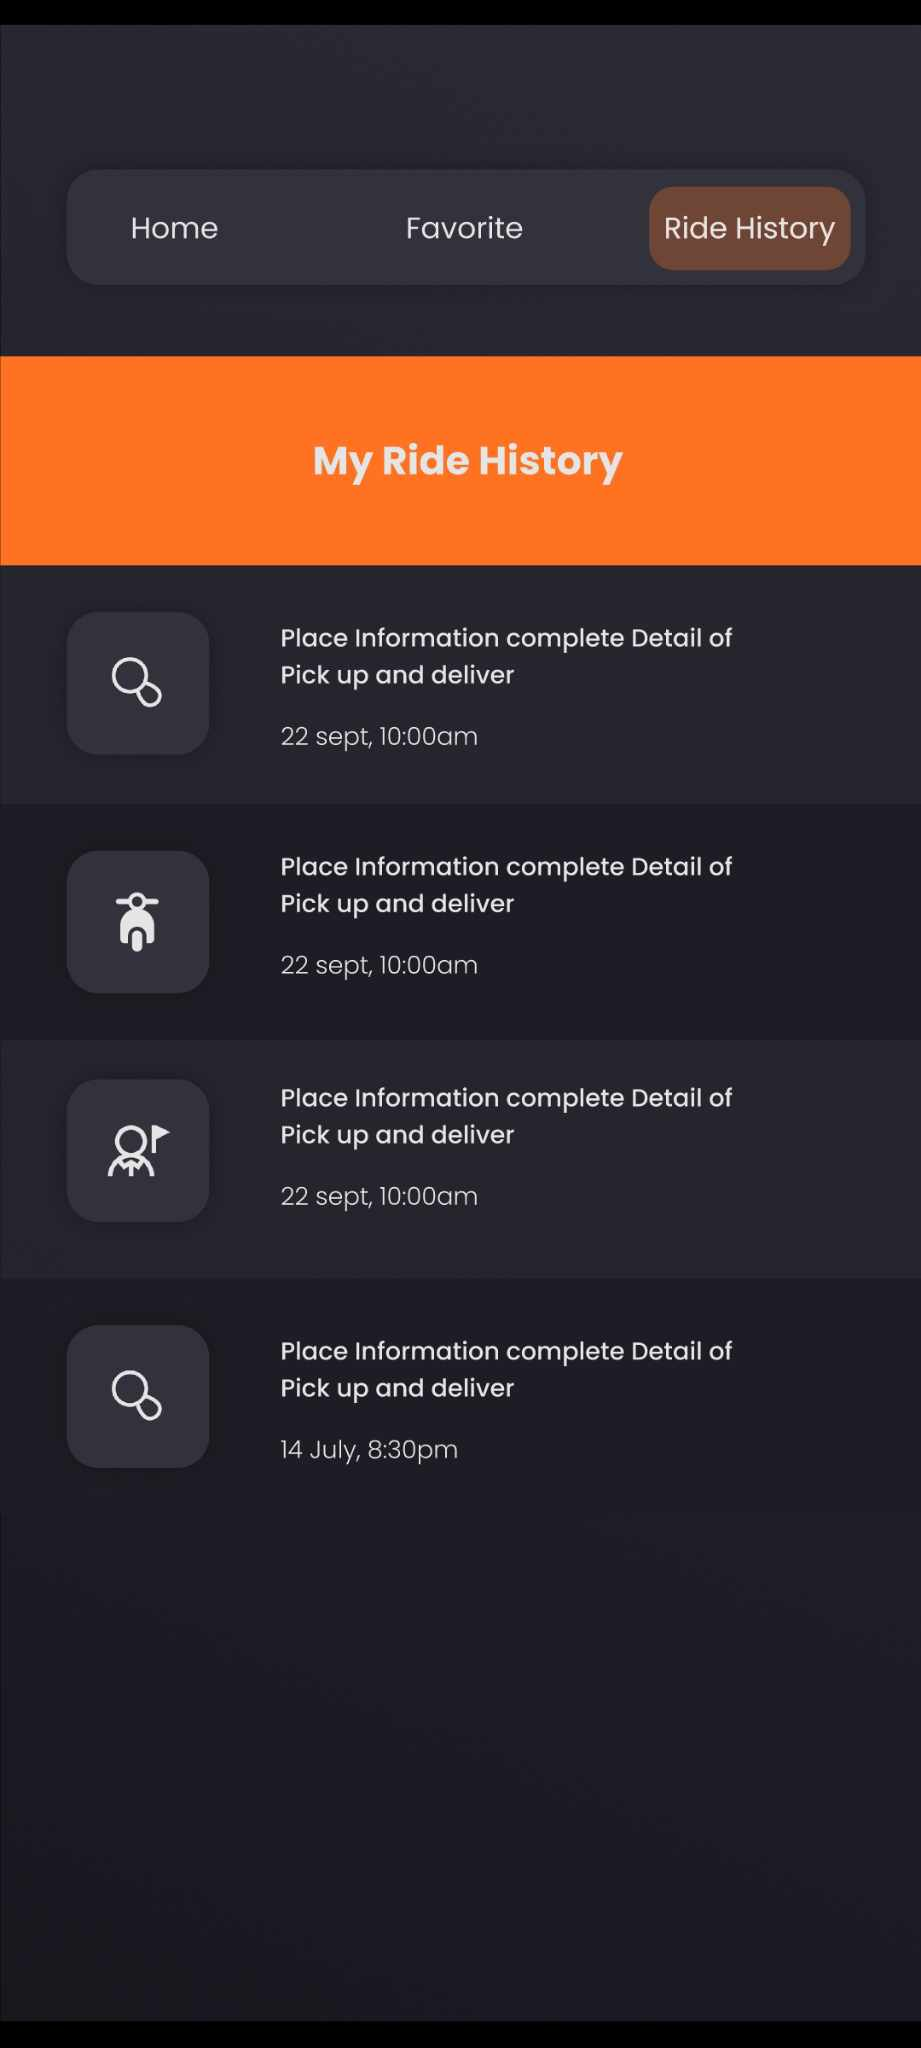 Home Favorite Ride History
My Ride History
Place Information complete Detail of
Pick up and deliver
22 sept, 10:00am
Place Information complete Detail of
Pick up and deliver
22 sept, 10:00am
Place Information complete Detail of
Pick up and deliver
22 sept, 10:00am
Place Information complete Detail of
Pick up and deliver
14 July, 8:30pm